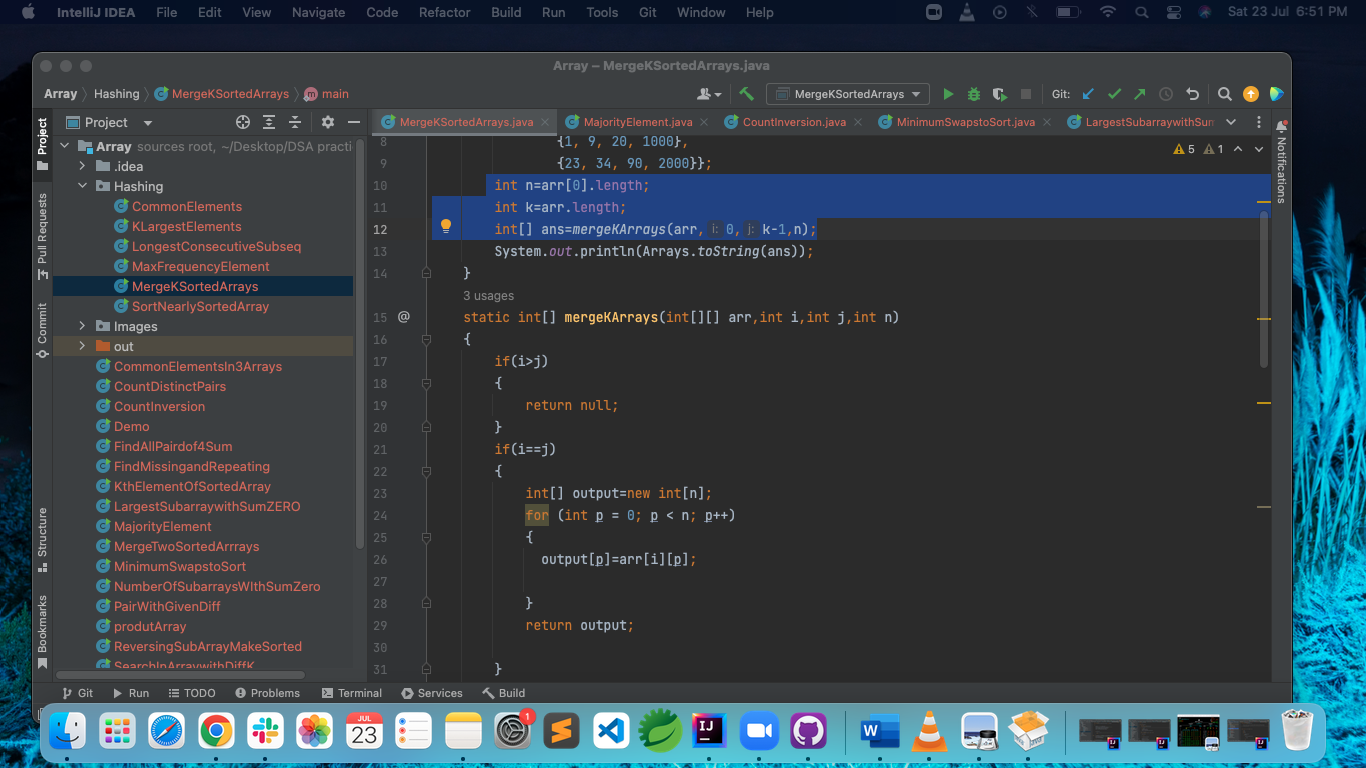 IntelliJ IDEA File Edit View Navigate Code Refactor Build Run Tools Git Window Help Sat 23 Jul 6:51 PM
Array – MergeKSortedArrays.java
Array Hashing MergeKSortedArrays main MergeKSortedArrays Git:
Project
MergeKSortedArrays.java MajorityElement.java CountInversion.java MinimumSwapstoSort.java LargestSubarraywithSum
Project
Pull Requests
Commit
Structure
Bookmarks
Array sources root, ~/Desktop/DSA practi
.idea
Hashing
CommonElements
KLargestElements
LongestConsecutiveSubseq
MaxFrequencyElement
MergeKSortedArrays
SortNearlySortedArray
Images
out
CommonElementsIn3Arrays
CountDistinctPairs
CountInversion
Demo
FindAllPairdof4Sum
FindMissingandRepeating
KthElementOfSortedArray
LargestSubarraywithSumZERO
MajorityElement
MergeTwoSortedArrrays
MinimumSwapstoSort
NumberOfSubarraysWIthSumZero
PairWithGivenDiff
produtArray
ReversingSubArrayMakeSorted
SearchInArraywithDiffK
8 {1, 9, 20, 1000},
9 {23, 34, 90, 2000}};
10 int n=arr[0].length;
11 int k=arr.length;
12 int[] ans=mergeKArrays(arr, i: 0, j: k-1,n);
13 System.out.println(Arrays.toString(ans));
14 }
3 usages
15 @ static int[] mergeKArrays(int[][] arr,int i,int j,int n)
16 {
17 if(i>j)
18 {
19 return null;
20 }
21 if(i==j)
22 {
23 int[] output=new int[n];
24 for (int p = 0; p < n; p++)
25 {
26 output[p]=arr[i][p];
27
28 }
29 return output;
30
31 }
5 1
Notifications
Git Run TODO Problems Terminal Services Build
JUL
23
1
IJ
W